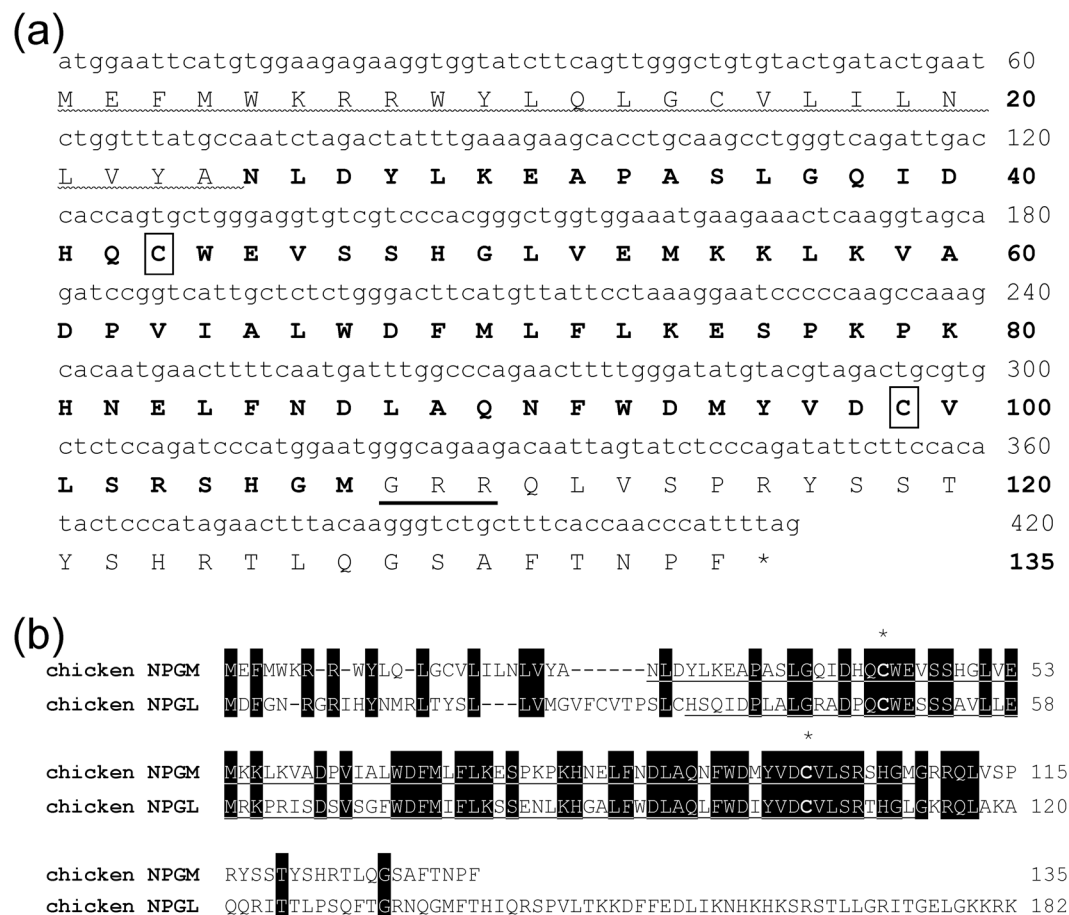 (a)
atggaattcatgtggaagagaaggtggtatcttcagttgggctgtgtactgatactgaat 60
M E F M W K R R W Y L Q L G C V L I L N 20
ctggtttatgccaatctagactatttgaaagaagcacctgcaagcctgggtcagattgac 120
L V Y A N L D Y L K E A P A S L G Q I D 40
caccagtgctgggaggtgtcgtcccacgggctggtggaaatgaagaaactcaaggtagca 180
H Q C W E V S S H G L V E M K K L K V A 60
gatccggtcattgctctctgggacttcatgttattcctaaaggaatcccccaagccaaag 240
D P V I A L W D F M L F L K E S P K P K 80
cacaatgaacttttcaatgatttggcccagaacttttgggatatgtacgtagactgcgtg 300
H N E L F N D L A Q N F W D M Y V D C V 100
ctctccagatcccatggaatgggcagaagacaattagtatctcccagatattcttccaca 360
L S R S H G M G R R Q L V S P R Y S S T 120
tactcccatagaactttacaagggtctgctttcaccaacccattttag 420
Y S H R T L Q G S A F T N P F * 135
(b)
*
chicken NPGM MEFMWKR-R-WYLQ-LGCVLILNLVYA------NLDYLKEAPASLGQIDHQCWEVSSHGLVE 53
chicken NPGL MDFGN-RGRIHYNMRLTYSL---LVMGVFCVTPSLCHSQIDPLALGRADPQCWESSSAVLLE 58
*
chicken NPGM MKKLKVADPVIALWDFMLFLKESPKPKHNELFNDLAQNFWDMYVDCVLSRSHGMGRRQLVSP 115
chicken NPGL MRKPRISDSVSGFWDFMIFLKSSENLKHGALFWDLAQLFWDIYVDCVLSRTHGLGKRQLAKA 120
chicken NPGM RYSSTYSHRTLQGSAFTNPF 135
chicken NPGL QQRITTLPSQFTGRNQGMFTHIQRSPVLTKKDFFEDLIKNHKHKSRSTLLGRITGELGKKRK 182